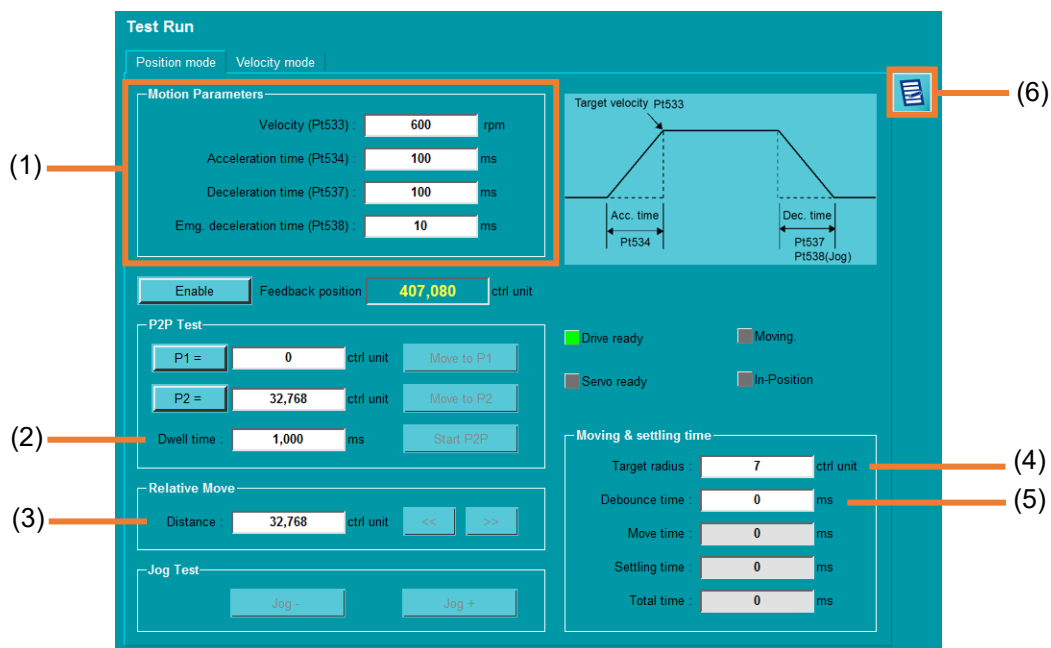 Test Run
Position mode Velocity mode
(6)
Motion Parameters
Velocity (Pt533) : 600 rpm
Acceleration time (Pt534) : 100 ms
Deceleration time (Pt537) : 100 ms
Emg. deceleration time (Pt538) : 10 ms
(1)
Target velocity Pt533
Acc. time
Pt534
Dec. time
Pt537
Pt538(Jog)
Enable Feedback position 407,080 ctrl unit
P2P Test
P1 = 0 ctrl unit Move to P1
P2 = 32,768 ctrl unit Move to P2
(2) Dwell time : 1,000 ms Start P2P
Drive ready Moving.
Servo ready In-Position
Relative Move
(3) Distance : 32,768 ctrl unit << >>
Jog Test
Jog - Jog +
Moving & settling time
Target radius : 7 ctrl unit (4)
Debounce time : 0 ms (5)
Move time : 0 ms
Settling time : 0 ms
Total time : 0 ms